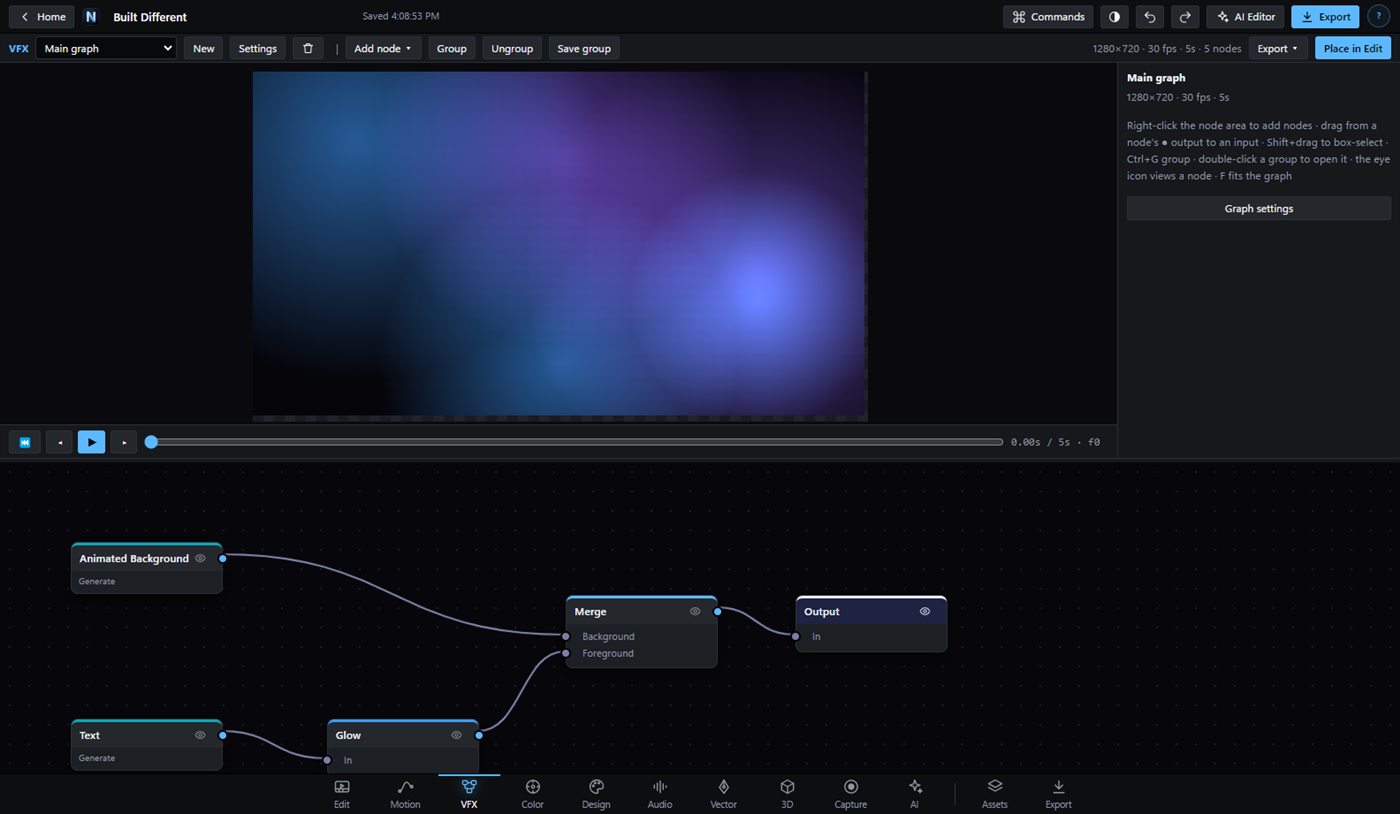 Home
N
Built Different
Saved 4:08:53 PM
Commands
AI Editor
Export
?
VFX
Main graph
New
Settings
|
Add node
Group
Ungroup
Save group
1280×720 · 30 fps · 5s · 5 nodes
Export
Place in Edit
Main graph
1280×720 · 30 fps · 5s
Right-click the node area to add nodes · drag from a
node's ● output to an input · Shift+drag to box-select ·
Ctrl+G group · double-click a group to open it · the eye
icon views a node · F fits the graph
Graph settings
0.00s / 5s · f0
Animated Background
Generate
Merge
Background
Foreground
Output
In
Text
Generate
Glow
In
Edit
Motion
VFX
Color
Design
Audio
Vector
3D
Capture
AI
Assets
Export